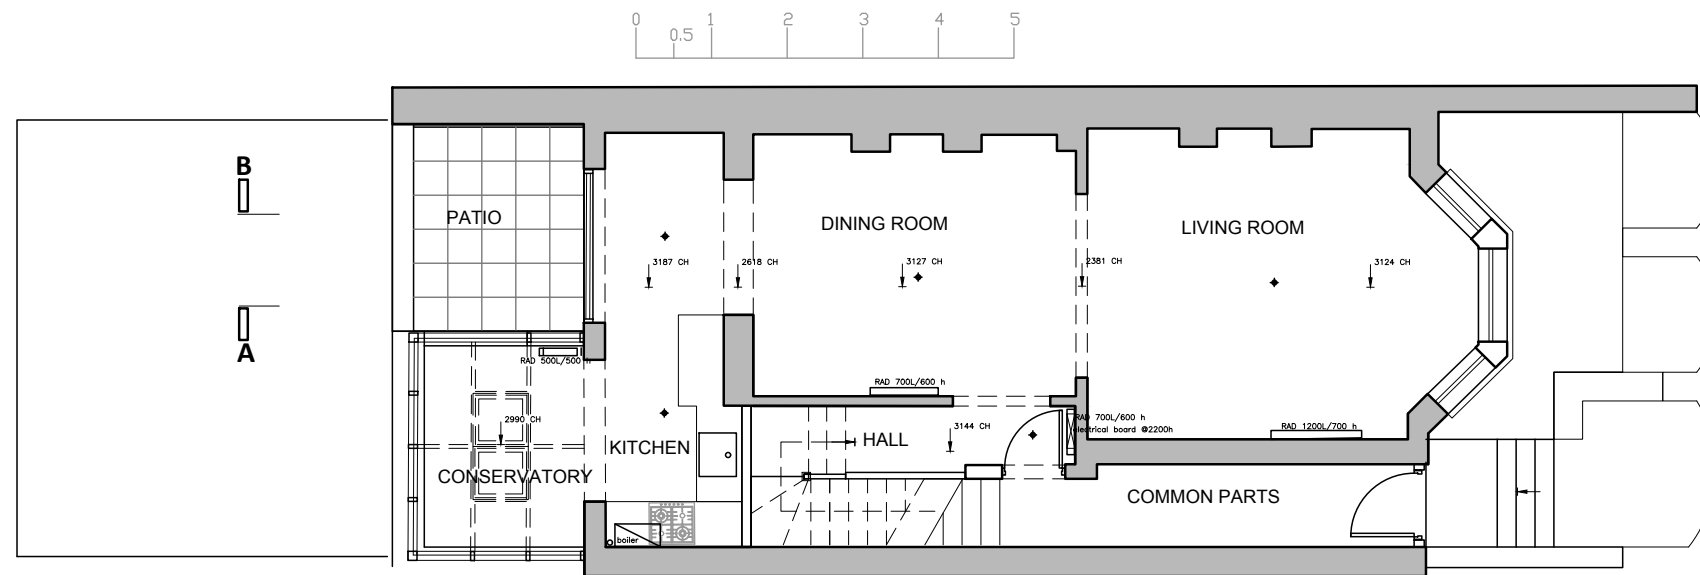 0 1 2 3 4 5
0.5
B
PATIO
DINING ROOM
LIVING ROOM
3187 CH
2618 CH
3127 CH
2381 CH
3124 CH
A
RAD 500L/500 h
RAD 700L/600 h
2990 CH
KITCHEN
HALL
3144 CH
RAD 700L/600 h
electrical board @2200h
RAD 1200L/700 h
CONSERVATORY
COMMON PARTS
boiler